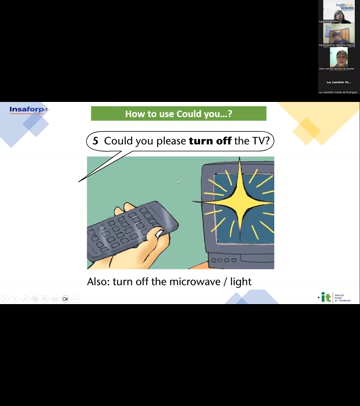 Insaforp
How to use Could you...?
5 Could you please turn off the TV?
Also: turn off the microwave / light
it